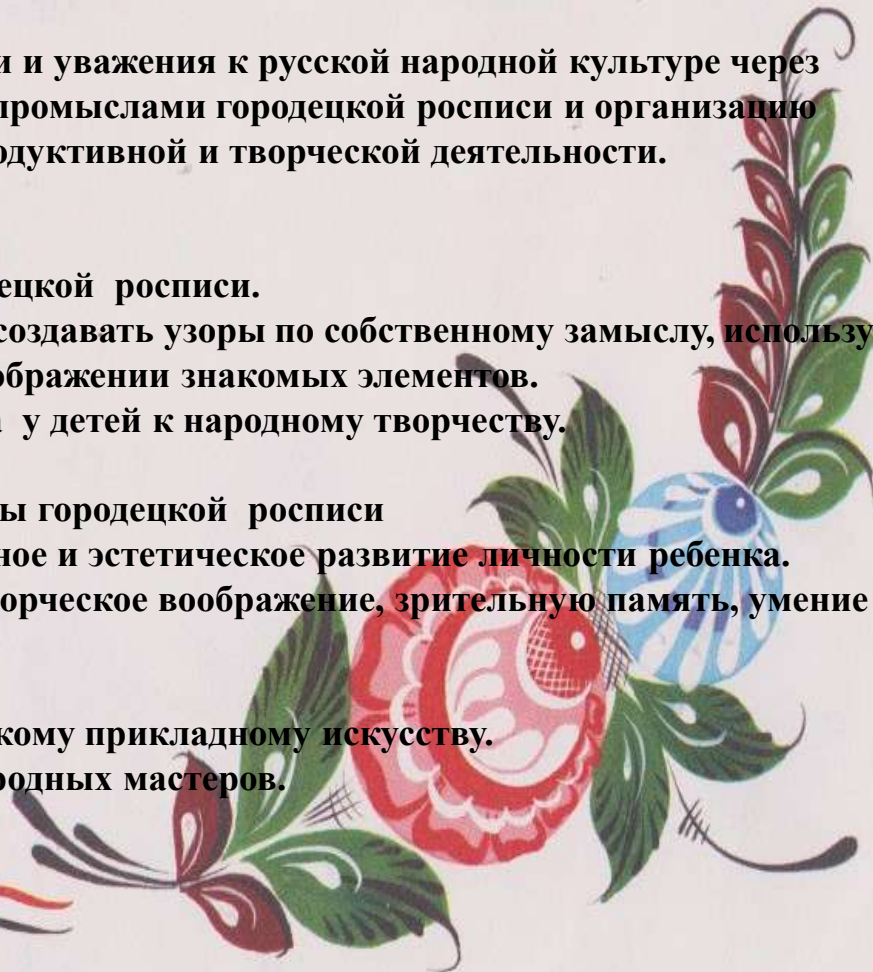 и и уважения к русской народной культуре через
промыслами городецкой росписи и организацию
одуктивной и творческой деятельности.
ецкой росписи.
создавать узоры по собственному замыслу, использу
ображении знакомых элементов.
у детей к народному творчеству.
ы городецкой росписи
ное и эстетическое развитие личности ребенка.
орческое воображение, зрительную память, умение
кому прикладному искусству.
родных мастеров.